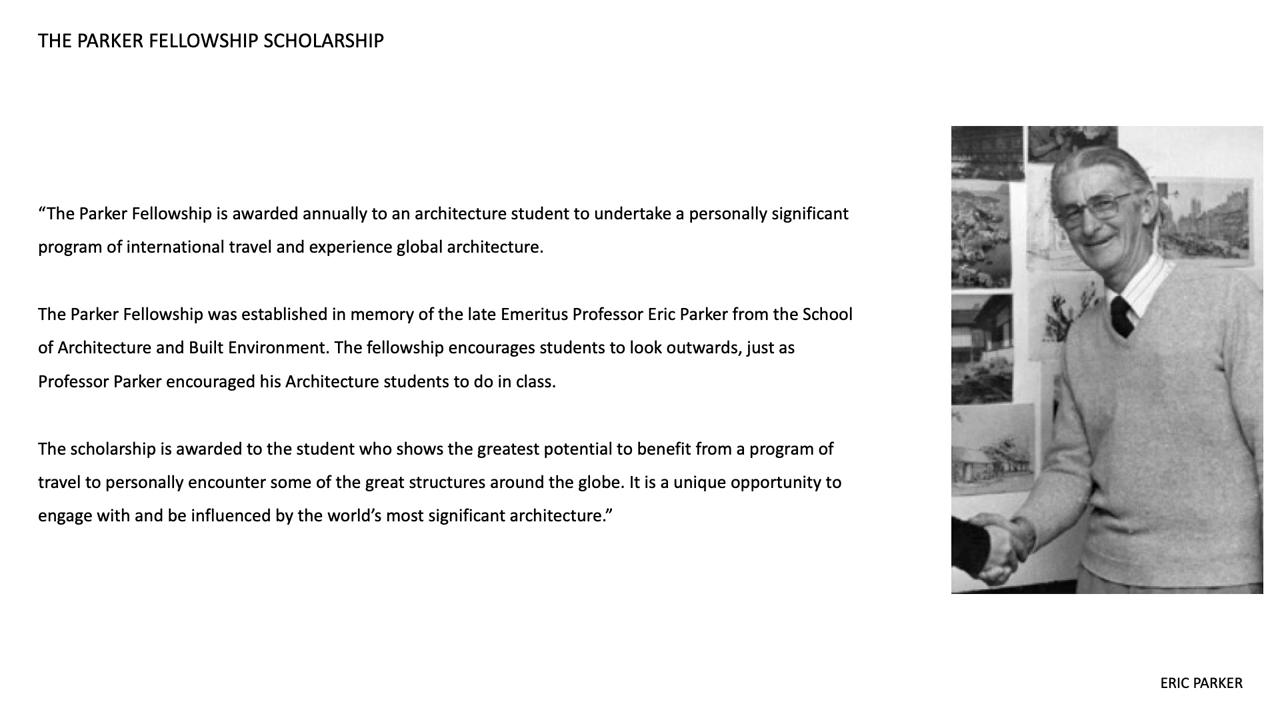 THE PARKER FELLOWSHIP SCHOLARSHIP
“The Parker Fellowship is awarded annually to an architecture student to undertake a personally significant
program of international travel and experience global architecture.
The Parker Fellowship was established in memory of the late Emeritus Professor Eric Parker from the School
of Architecture and Built Environment. The fellowship encourages students to look outwards, just as
Professor Parker encouraged his Architecture students to do in class.
The scholarship is awarded to the student who shows the greatest potential to benefit from a program of
travel to personally encounter some of the great structures around the globe. It is a unique opportunity to
engage with and be influenced by the world’s most significant architecture.”
ERIC PARKER